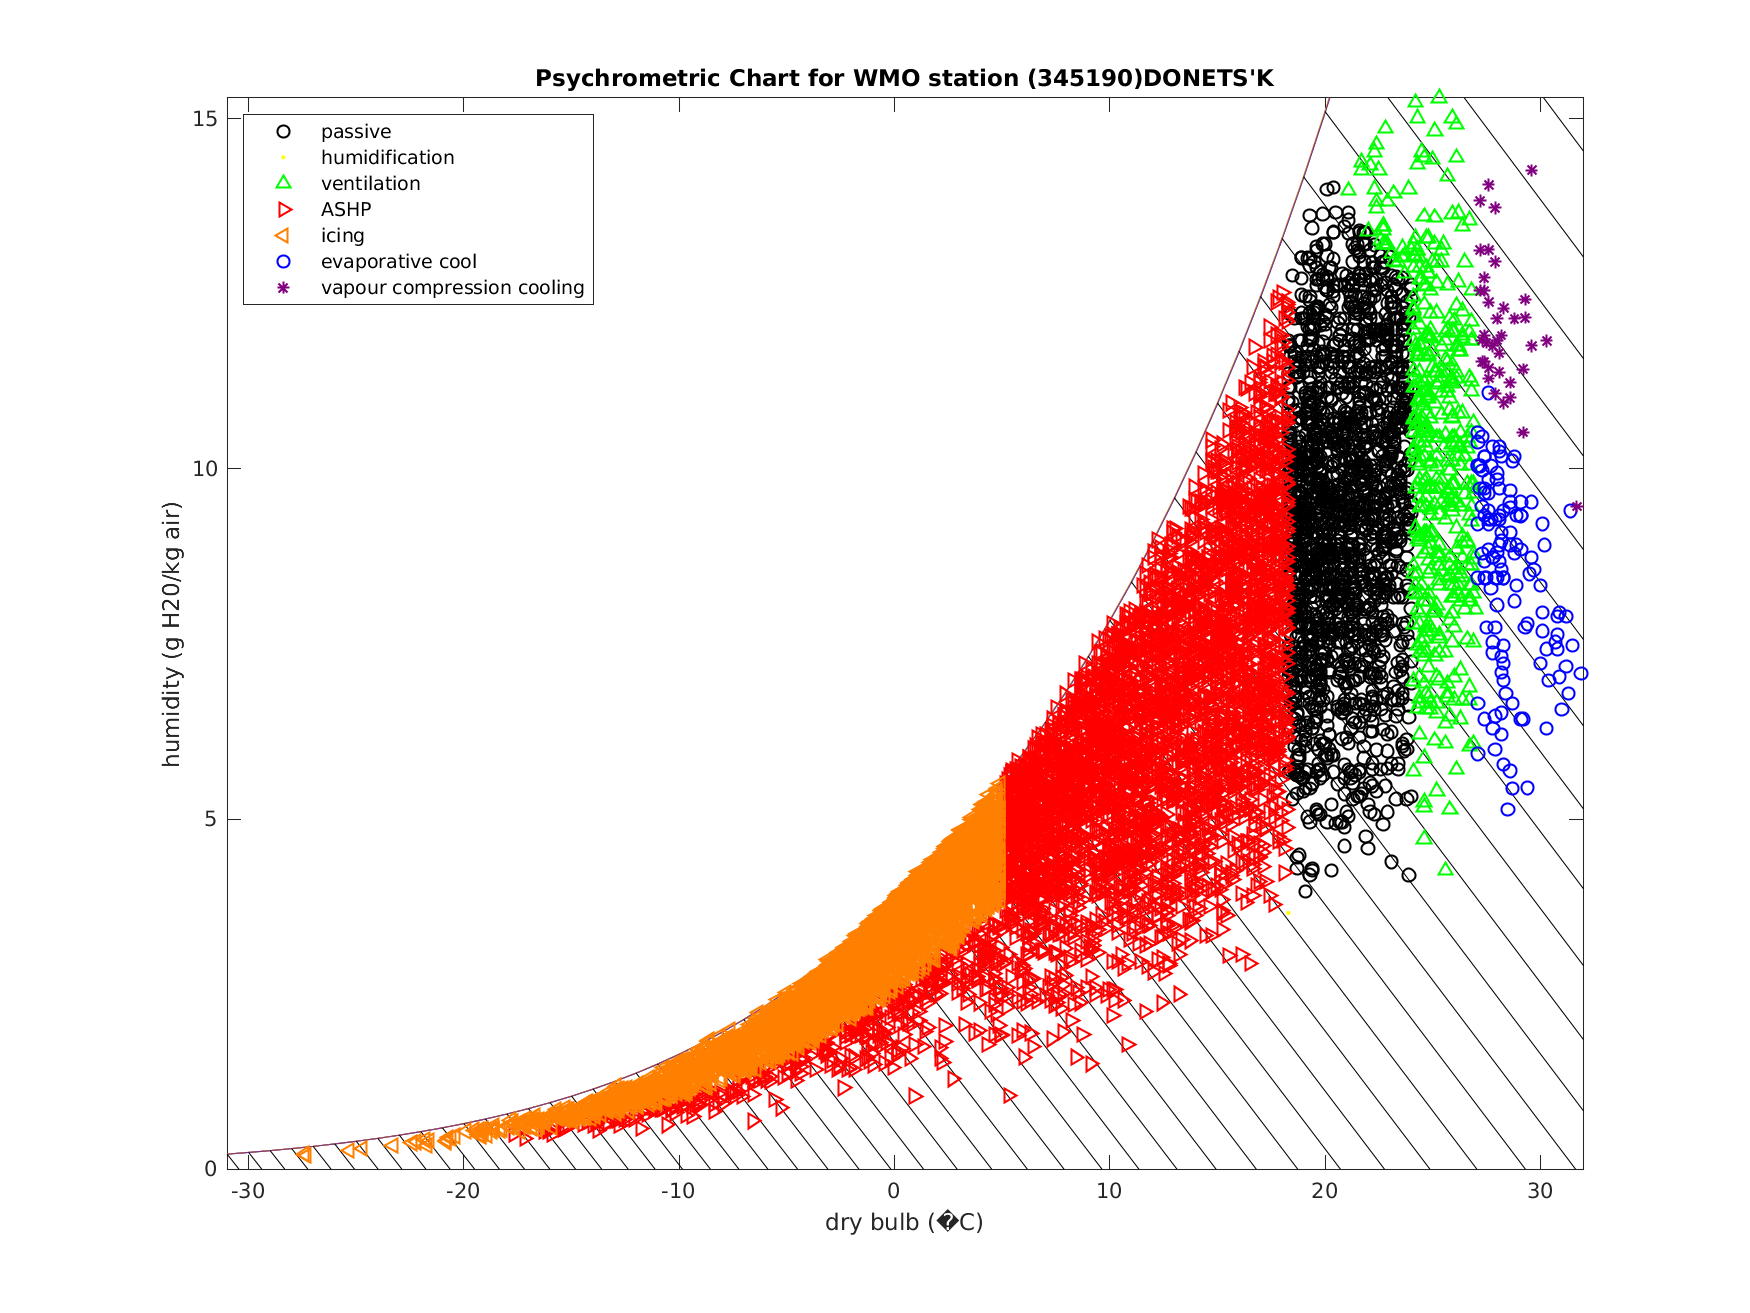 Psychrometric Chart for WMO station (345190)DONETS'K
passive
humidification
ventilation
ASHP
icing
evaporative cool
vapour compression cooling
15
10
5
0
humidity (g H20/kg air)
-30 -20 -10 0 10 20 30
dry bulb (�C)